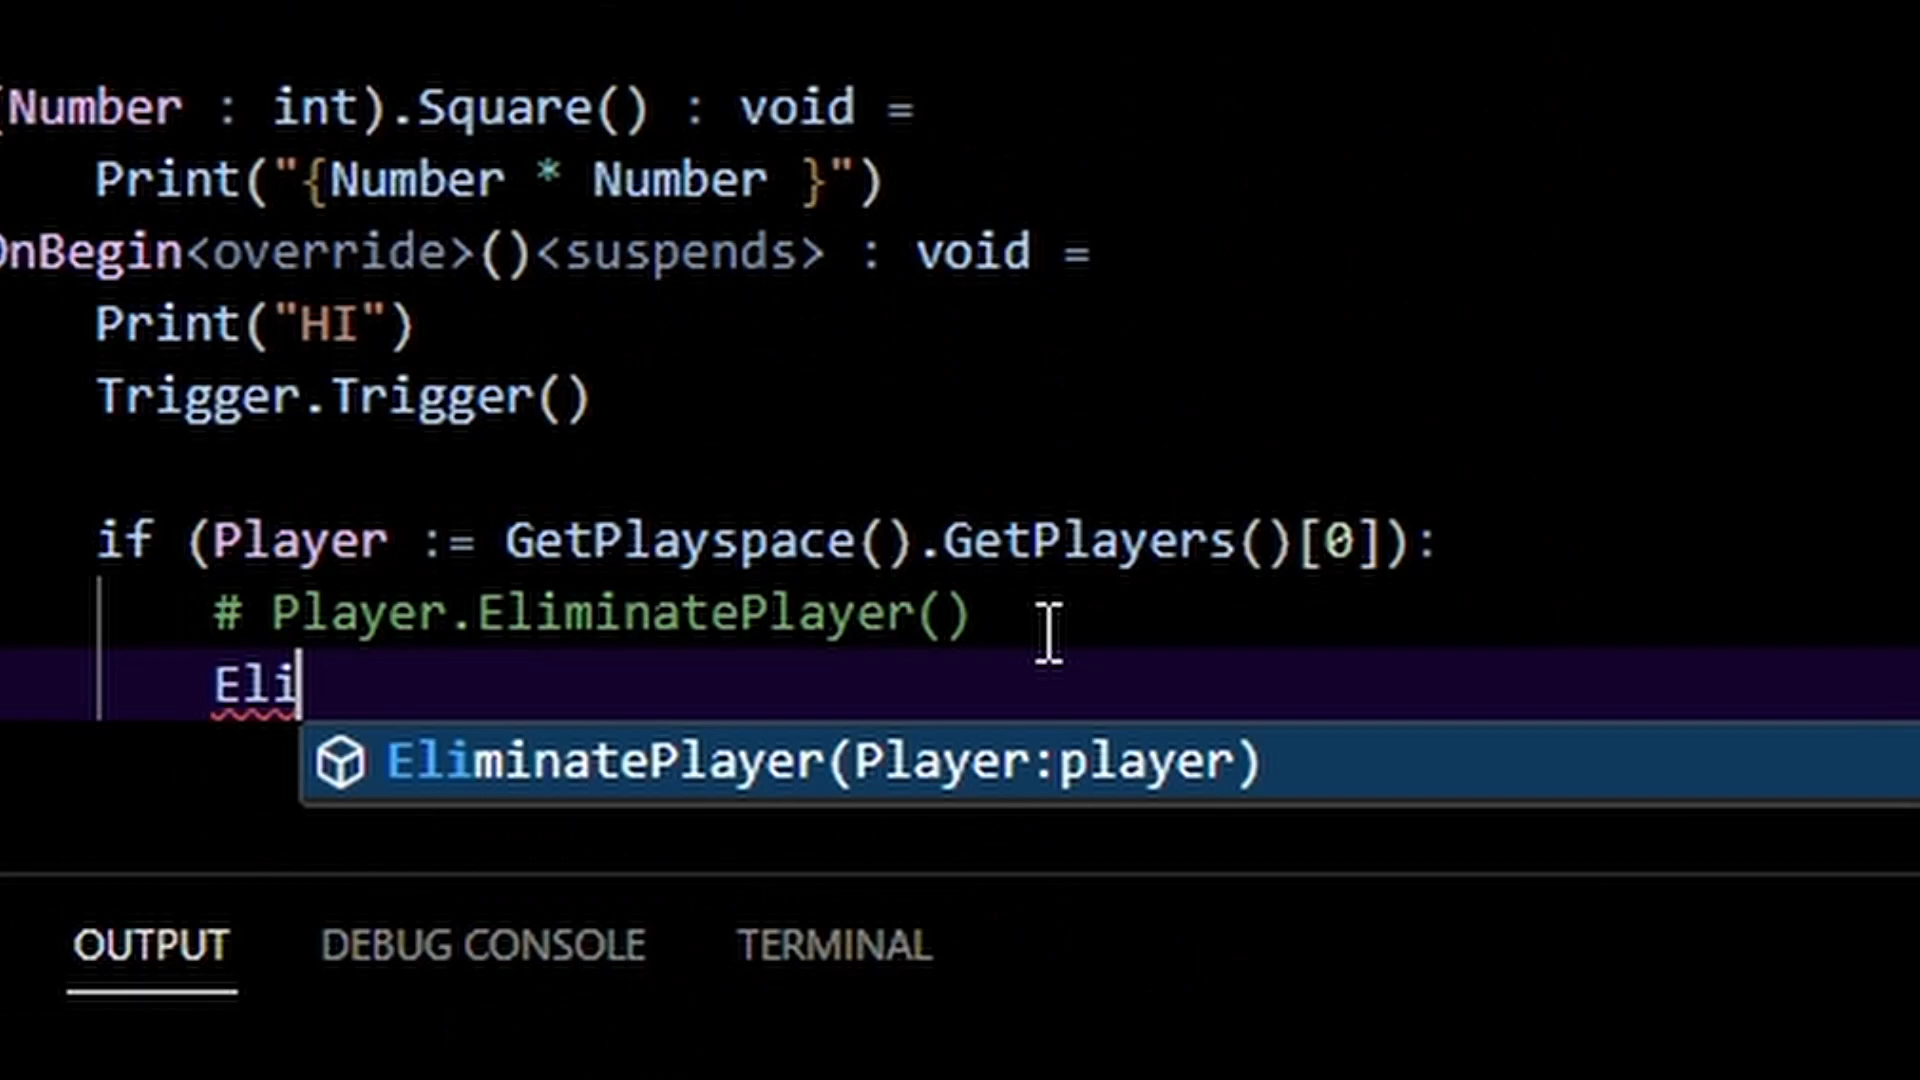 (Number : int).Square() : void =
Print("{Number * Number }")
OnBegin<override>()<suspends> : void =
Print("HI")
Trigger.Trigger()
if (Player := GetPlayspace().GetPlayers()[0]):
# Player.EliminatePlayer()
Eli
EliminatePlayer(Player:player)
OUTPUT DEBUG CONSOLE TERMINAL